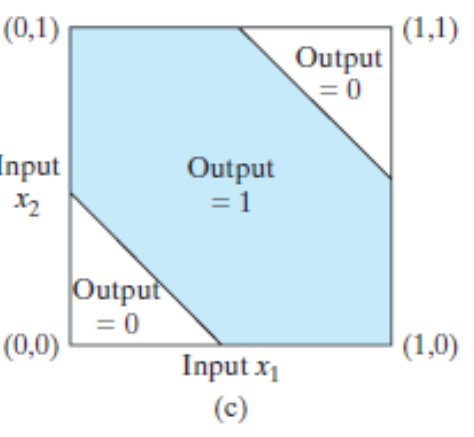 (0,1)
(1,1)
Output
= 0
Input
x₂
Output
= 1
Output
= 0
(0,0)
(1,0)
Input x₁
(c)